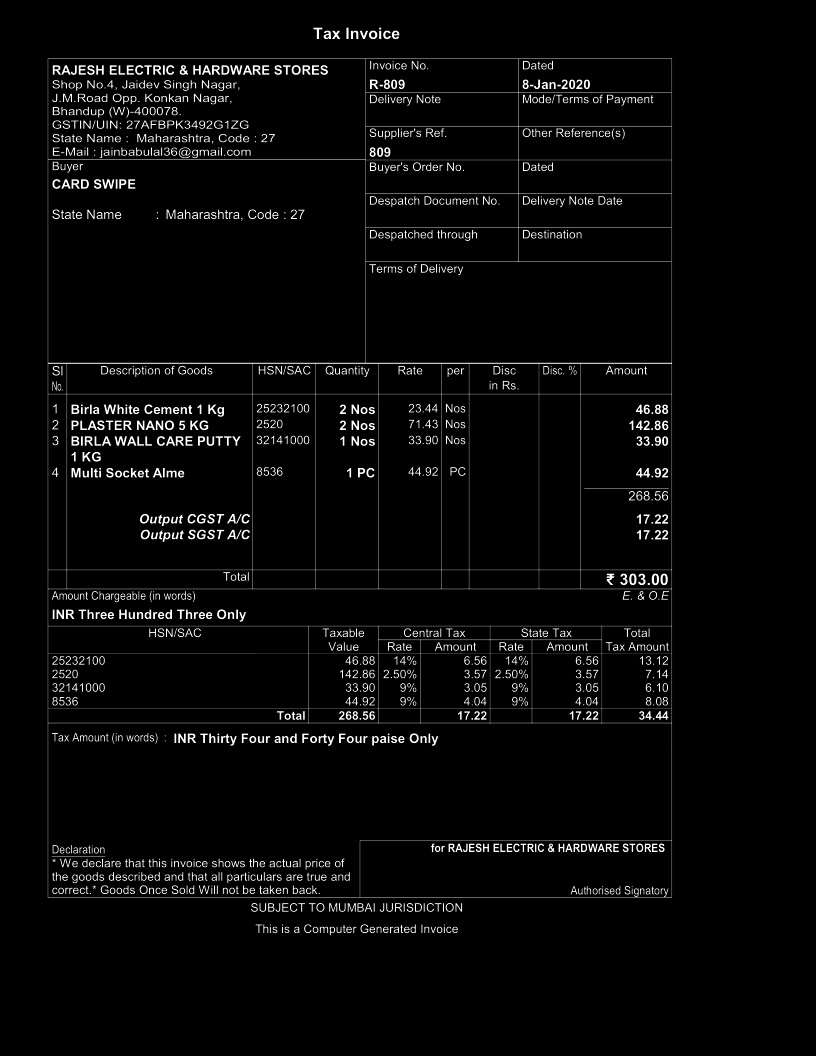 Tax Invoice
RAJESH ELECTRIC & HARDWARE STORES
Shop No.4, Jaidev Singh Nagar,
J.M.Road Opp. Konkan Nagar,
Bhandup (W)-400078.
GSTIN/UIN: 27AFBPK3492G1ZG
State Name : Maharashtra, Code : 27
E-Mail : jainbabulal36@gmail.com
Invoice No. Dated
R-809 8-Jan-2020
Delivery Note Mode/Terms of Payment
Supplier's Ref. Other Reference(s)
809
Buyer
CARD SWIPE
State Name : Maharashtra, Code : 27
Buyer's Order No. Dated
Despatch Document No. Delivery Note Date
Despatched through Destination
Terms of Delivery
Sl No. Description of Goods HSN/SAC Quantity Rate per Disc in Rs. Disc. % Amount
1 Birla White Cement 1 Kg 25232100 2 Nos 23.44 Nos 46.88
2 PLASTER NANO 5 KG 2520 2 Nos 71.43 Nos 142.86
3 BIRLA WALL CARE PUTTY 32141000 1 Nos 33.90 Nos 33.90
1 KG
4 Multi Socket Alme 8536 1 PC 44.92 PC 44.92
268.56
Output CGST A/C 17.22
Output SGST A/C 17.22
Total ₹ 303.00
Amount Chargeable (in words) E. & O.E
INR Three Hundred Three Only
HSN/SAC Taxable Central Tax State Tax Total
Value Rate Amount Rate Amount Tax Amount
25232100 46.88 14% 6.56 14% 6.56 13.12
2520 142.86 2.50% 3.57 2.50% 3.57 7.14
32141000 33.90 9% 3.05 9% 3.05 6.10
8536 44.92 9% 4.04 9% 4.04 8.08
Total 268.56 17.22 17.22 34.44
Tax Amount (in words) : INR Thirty Four and Forty Four paise Only
Declaration
* We declare that this invoice shows the actual price of
the goods described and that all particulars are true and
correct.* Goods Once Sold Will not be taken back.
for RAJESH ELECTRIC & HARDWARE STORES
Authorised Signatory
SUBJECT TO MUMBAI JURISDICTION
This is a Computer Generated Invoice